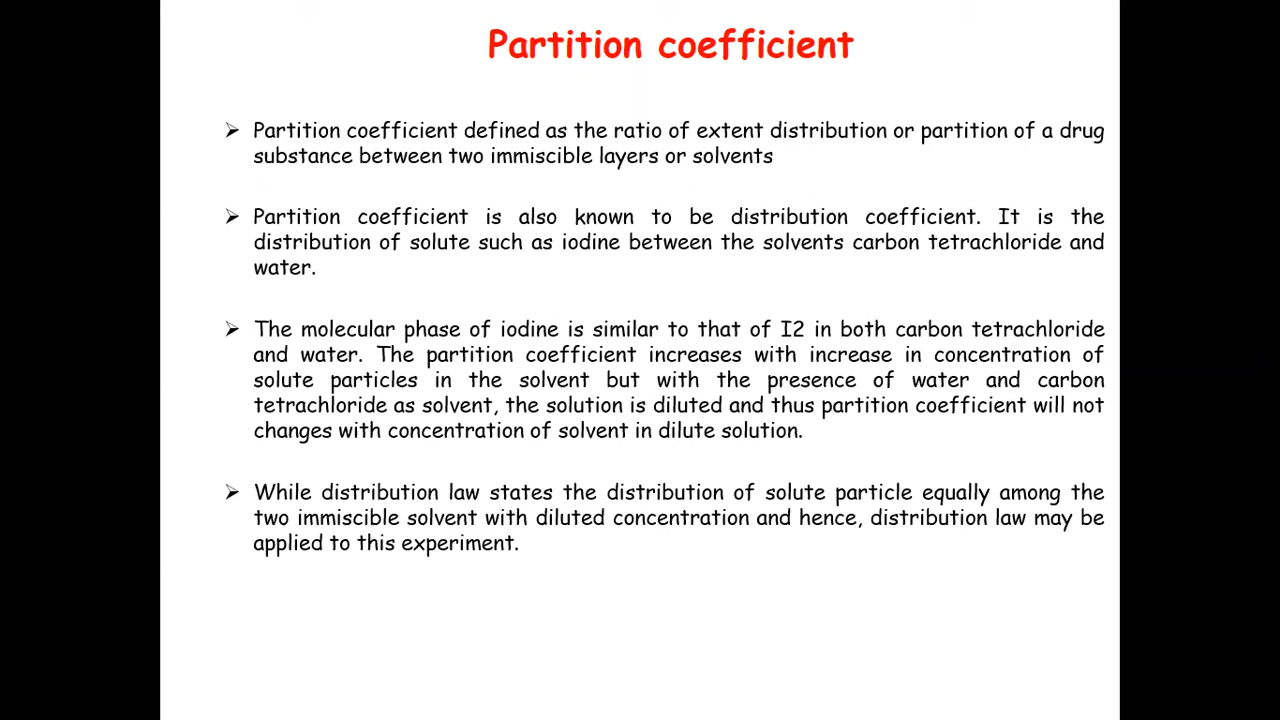 Partition coefficient
➢ Partition coefficient defined as the ratio of extent distribution or partition of a drug
substance between two immiscible layers or solvents
➢ Partition coefficient is also known to be distribution coefficient. It is the
distribution of solute such as iodine between the solvents carbon tetrachloride and
water.
➢ The molecular phase of iodine is similar to that of I2 in both carbon tetrachloride
and water. The partition coefficient increases with increase in concentration of
solute particles in the solvent but with the presence of water and carbon
tetrachloride as solvent, the solution is diluted and thus partition coefficient will not
changes with concentration of solvent in dilute solution.
➢ While distribution law states the distribution of solute particle equally among the
two immiscible solvent with diluted concentration and hence, distribution law may be
applied to this experiment.